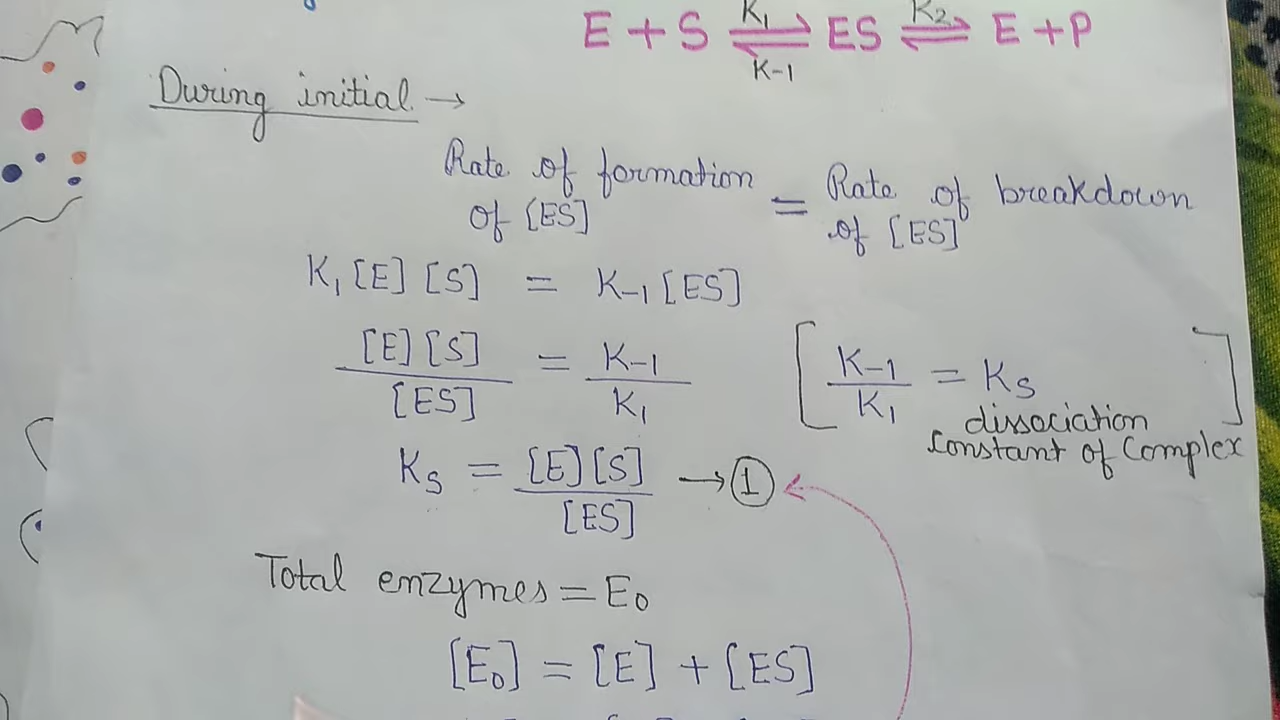 E + S ⇌ ES ⇌ E + P
K1 K2
K-1
During initial →
Rate of formation of [ES] = Rate of breakdown of [ES]
K1 [E] [S] = K-1 [ES]
[E] [S] / [ES] = K-1 / K1 [ K-1 / K1 = KS dissociation constant of Complex ]
KS = [E] [S] / [ES] → 1
Total enzymes = E0
[E0] = [E] + [ES]